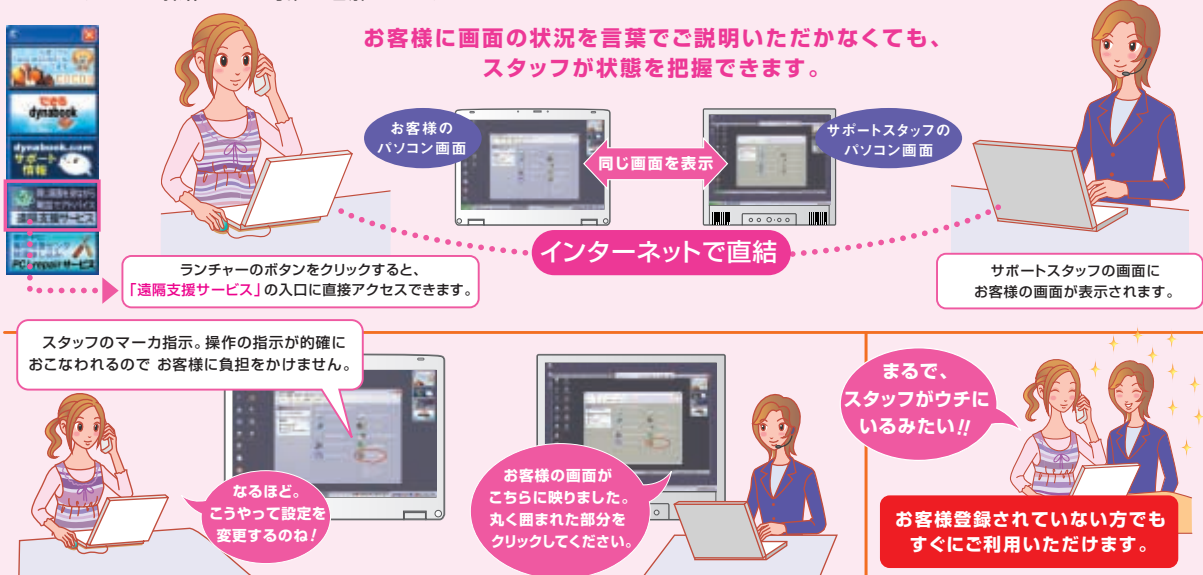 お客様に画面の状況を言葉でご説明いただかなくても、
スタッフが状態を把握できます。
できる
dynabook
dynabook.com
サポート
情報
遠隔支援サービス
PC repair サービス
お客様の
パソコン画面
同じ画面を表示
サポートスタッフの
パソコン画面
インターネットで直結
ランチャーのボタンをクリックすると、
「遠隔支援サービス」の入口に直接アクセスできます。
サポートスタッフの画面に
お客様の画面が表示されます。
スタッフのマーカ指示。操作の指示が的確に
おこなわれるので お客様に負担をかけません。
なるほど。
こうやって設定を
変更するのね!
お客様の画面が
こちらに映りました。
丸く囲まれた部分を
クリックしてください。
まるで、
スタッフがウチに
いるみたい!!
お客様登録されていない方でも
すぐにご利用いただけます。